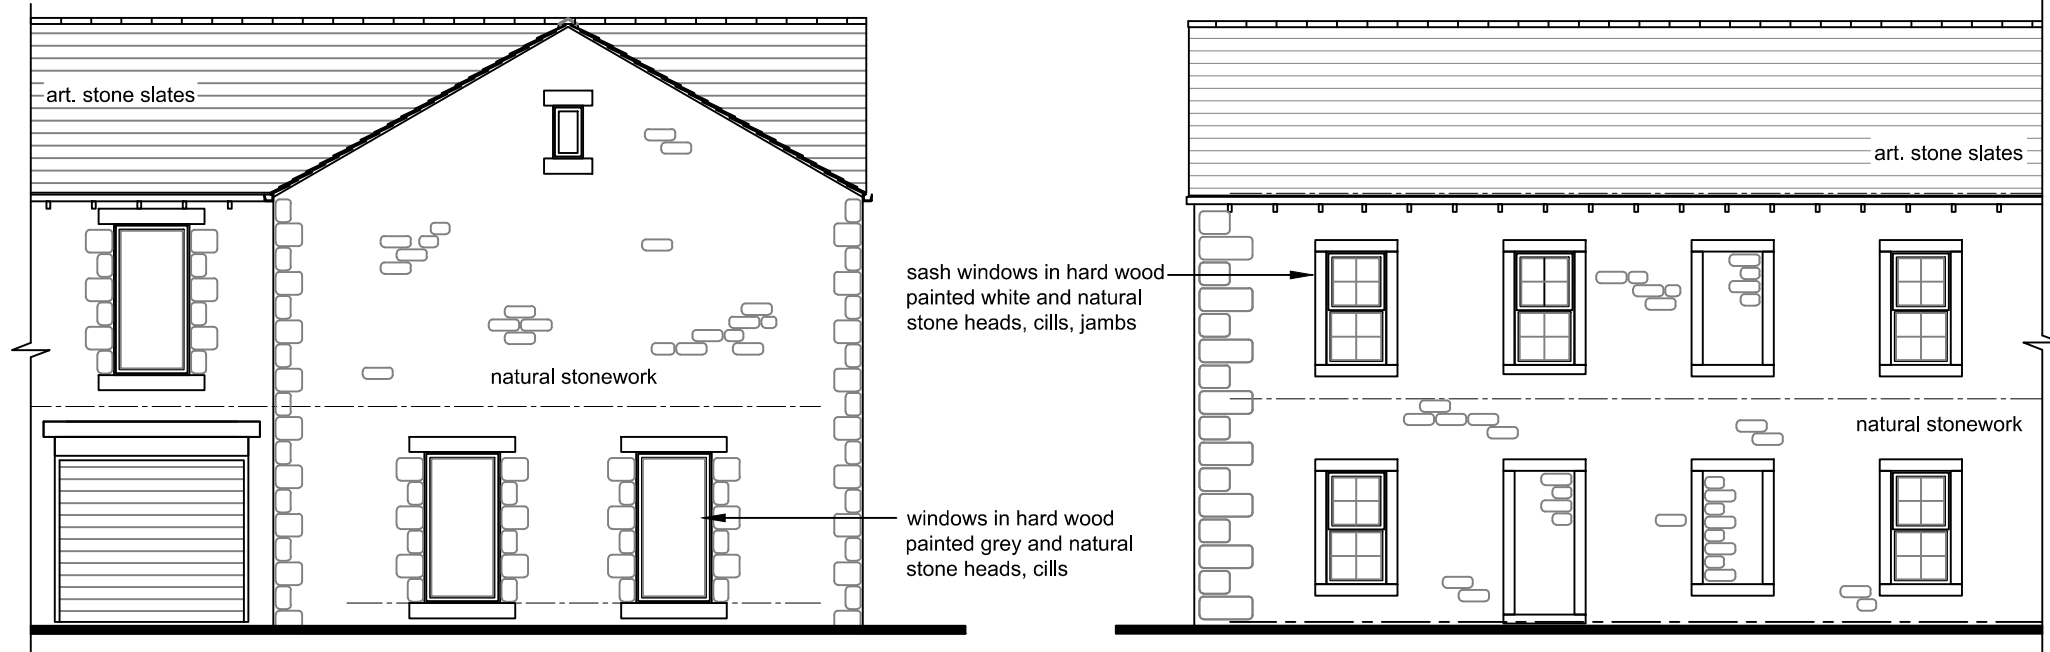 art. stone slates
natural stonework
sash windows in hard wood
painted white and natural
stone heads, cills, jambs
windows in hard wood
painted grey and natural
stone heads, cills
art. stone slates
natural stonework